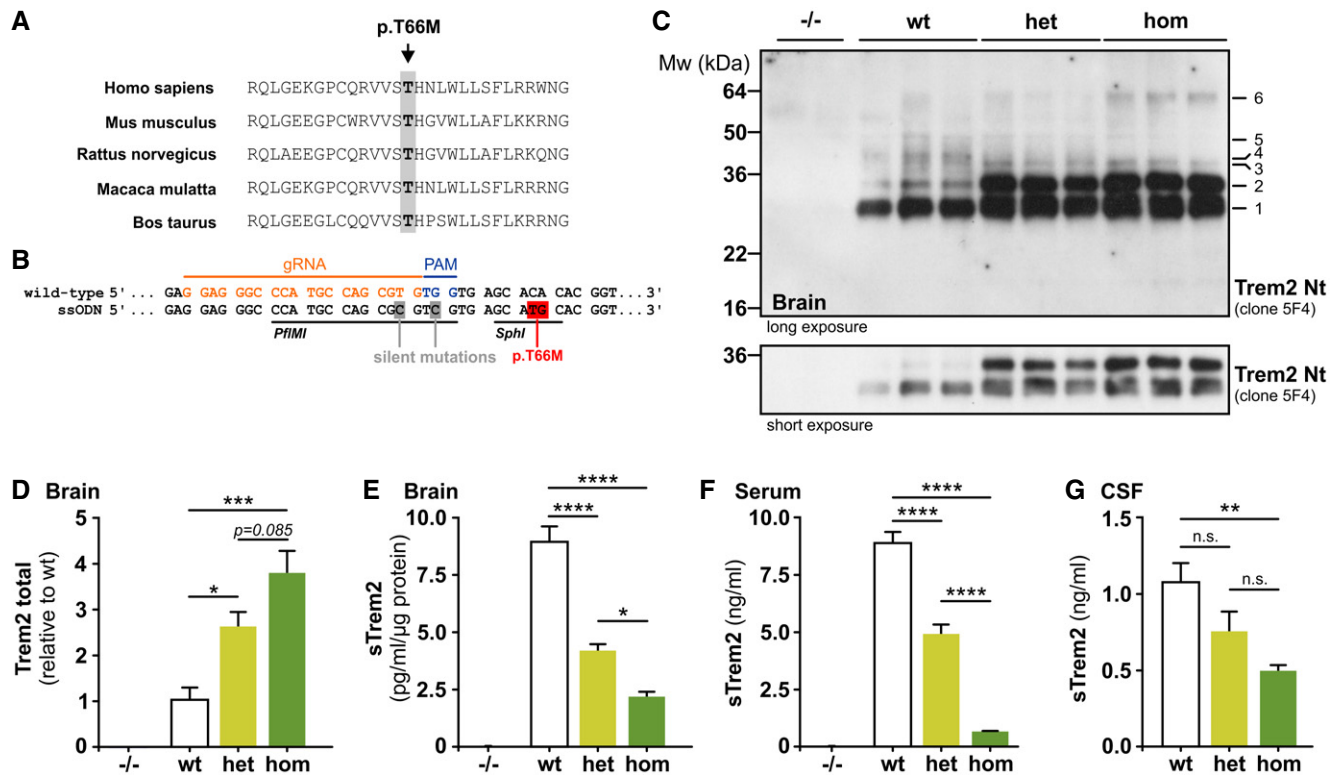 A
p.T66M
Homo sapiens RQLGEKGPCQRVVSTHNLWLLSFLRRWNG
Mus musculus RQLGEEGPCWRVVSTHGVWLLAFLKKRNG
Rattus norvegicus RQLAEEGPCQRVVSTHGVWLLAFLRKQNG
Macaca mulatta RQLGEKGPCQRVVSTHNLWLLSFLRRRNG
Bos taurus RQLGEEGLCQQVVSTHPSWLLSFLKRRNG
B
gRNA PAM
wild-type 5' ... GAG GAG GGC CCA TGC CAG CGT GTG GTG AGC ACA CAC GGT... 3'
ssODN 5' ... GAG GAG GGC CCA TGC CAG CGC GTC GTG AGC ATG CAC GGT... 3'
PflMI SphI
silent mutations p.T66M
C
-/- wt het hom
Mw (kDa)
64
50
36
22
16
6
5
4
3
2
1
Brain
Trem2 Nt
(clone 5F4)
long exposure
36
Trem2 Nt
(clone 5F4)
short exposure
D Brain
Trem2 total
(relative to wt)
5
4
3
2
1
0
***
p=0.085
*
-/- wt het hom
E Brain
sTrem2
(pg/ml/µg protein)
10.0
7.5
5.0
2.5
0
****
****
*
-/- wt het hom
F Serum
sTrem2 (ng/ml)
10.0
7.5
5.0
2.5
0
****
****
****
-/- wt het hom
G CSF
sTrem2 (ng/ml)
1.5
1.0
0.5
0.0
**
n.s.
n.s.
wt het hom